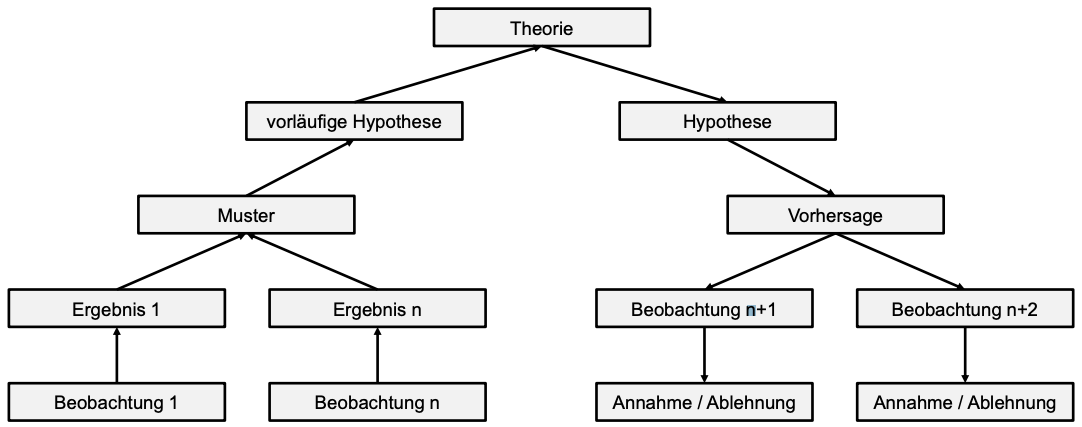 Theorie
vorläufige Hypothese
Hypothese
Muster
Vorhersage
Ergebnis 1
Ergebnis n
Beobachtung n+1
Beobachtung n+2
Beobachtung 1
Beobachtung n
Annahme / Ablehnung
Annahme / Ablehnung